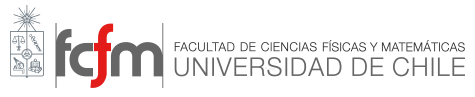 fcfm
FACULTAD DE CIENCIAS FÍSICAS Y MATEMÁTICAS
UNIVERSIDAD DE CHILE